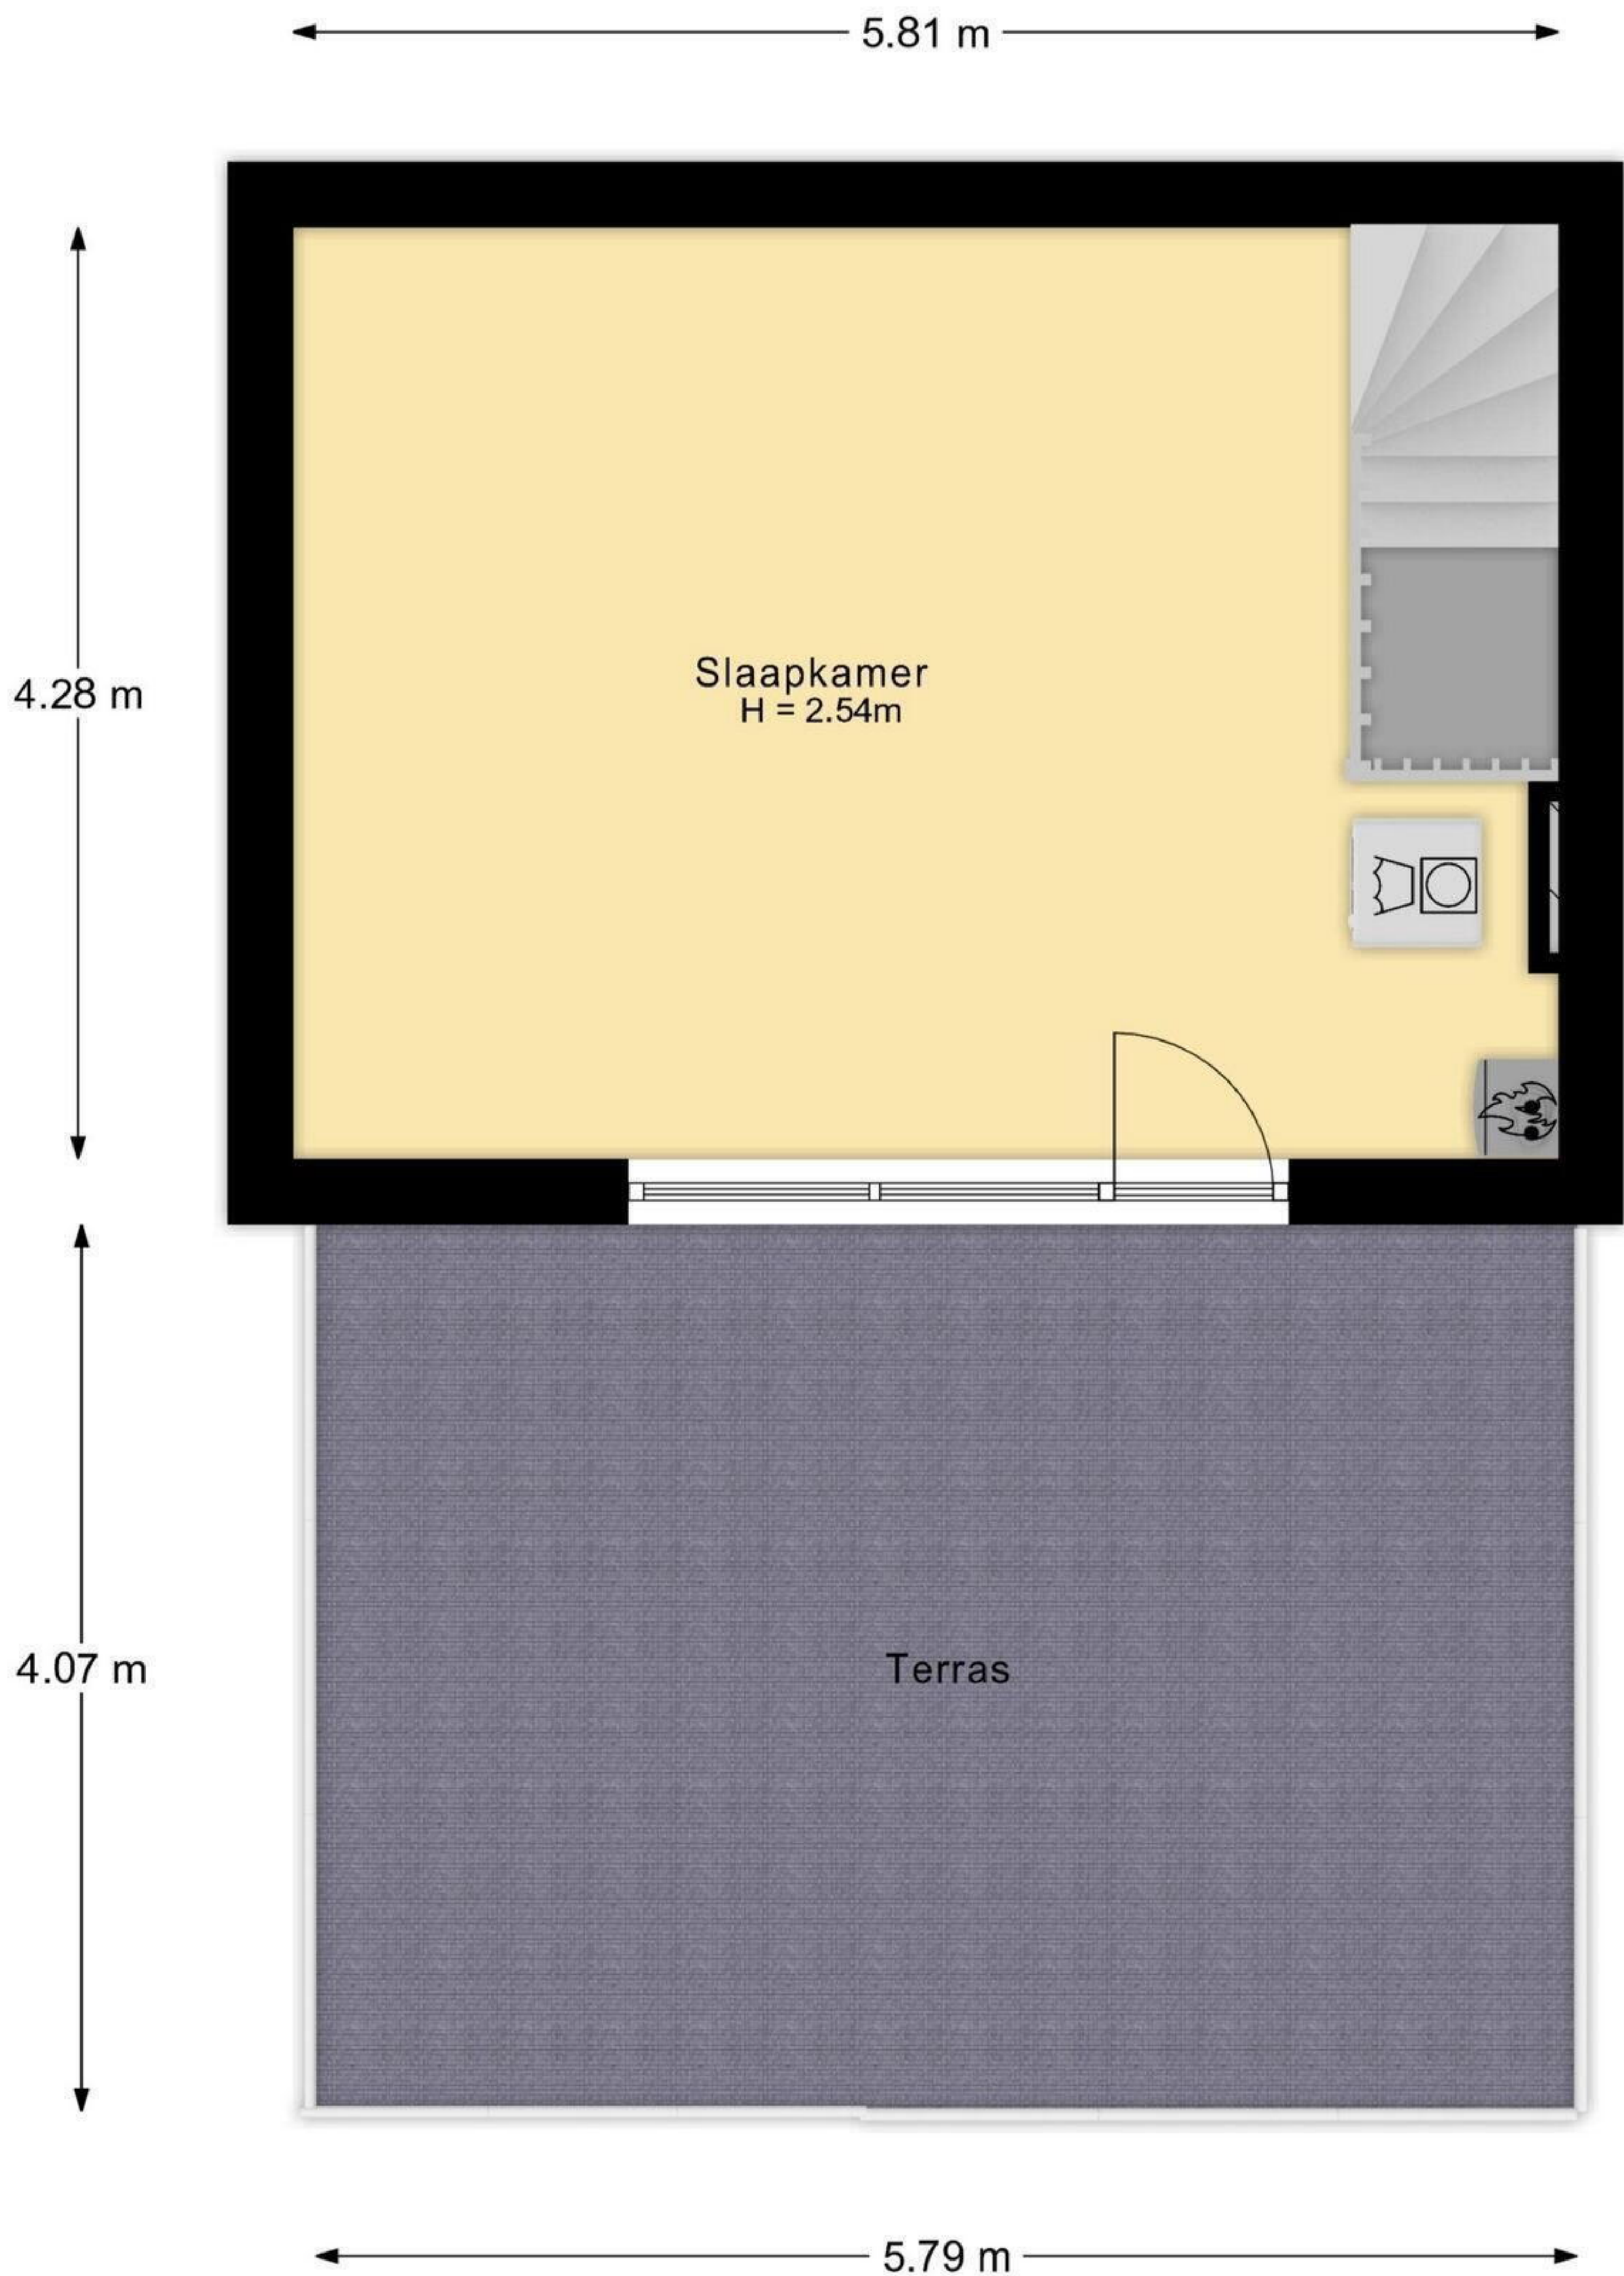 5.81 m
4.28 m
Slaapkamer
H = 2.54m
4.07 m
Terras
5.79 m